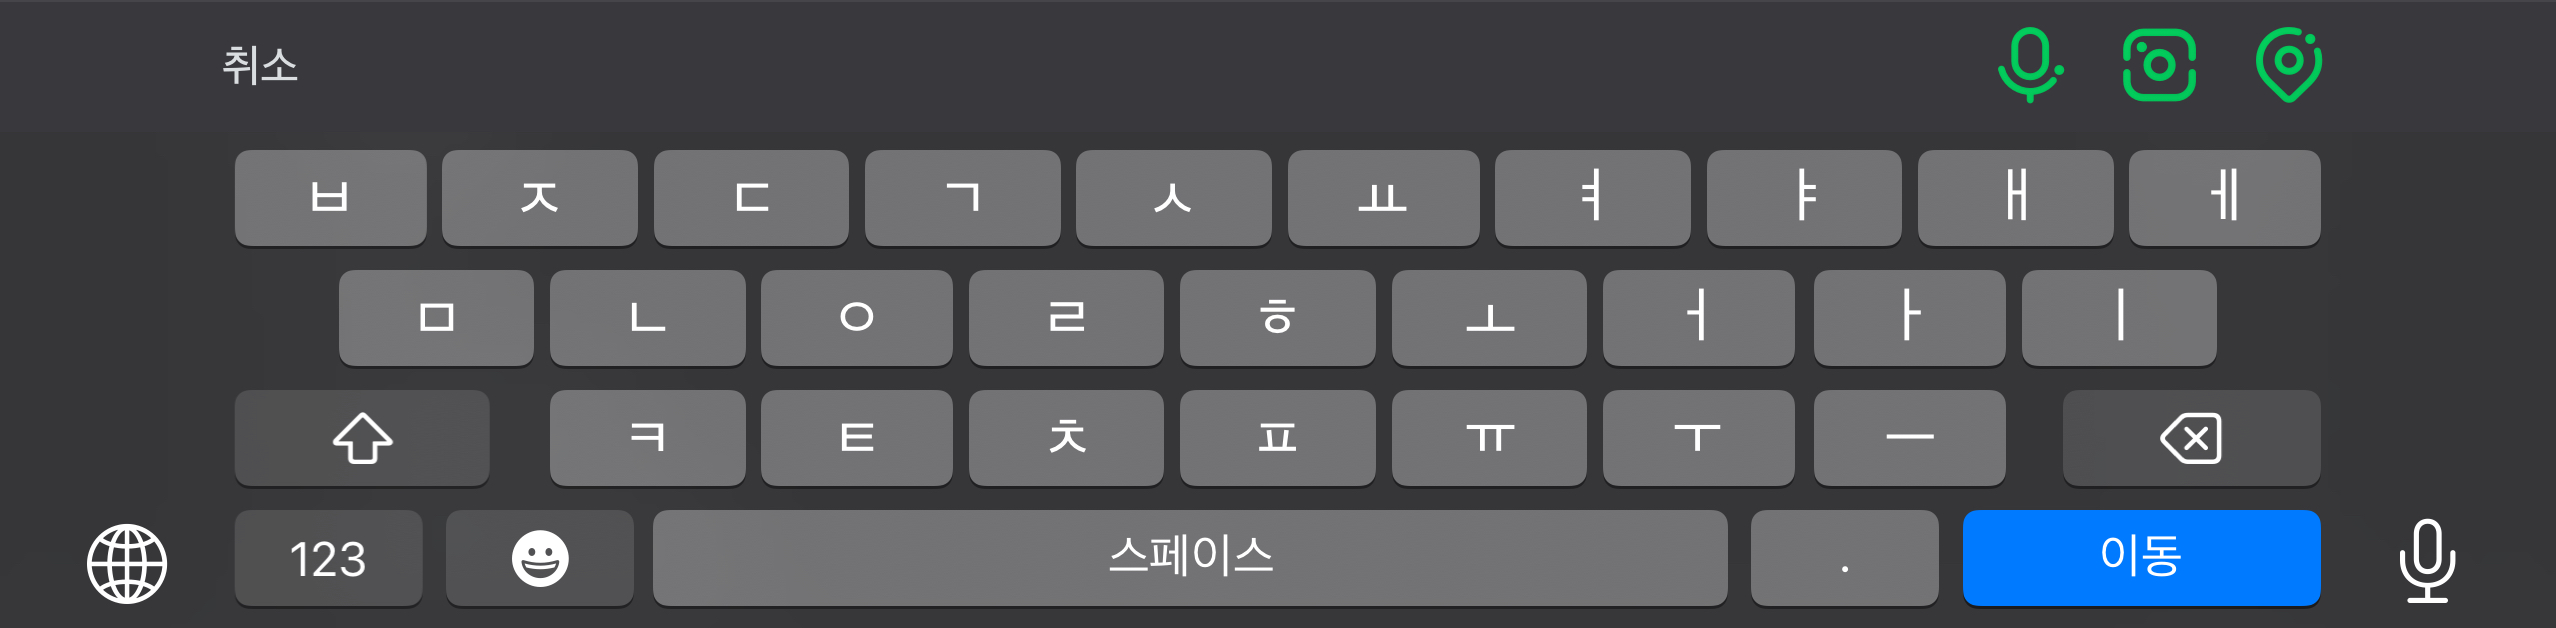 취소
ㅂ ㅈ ㄷ ㄱ ㅅ ㅛ ㅕ ㅑ ㅐ ㅔ
ㅁ ㄴ ㅇ ㄹ ㅎ ㅗ ㅓ ㅏ ㅣ
ㅋ ㅌ ㅊ ㅍ ㅠ ㅜ ㅡ
123 스페이스 . 이동